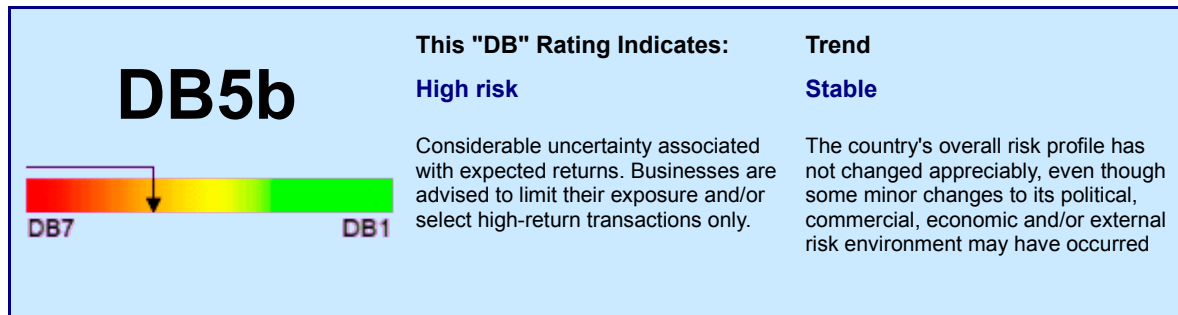 DB5b
DB7
DB1
This "DB" Rating Indicates:
High risk
Considerable uncertainty associated
with expected returns. Businesses are
advised to limit their exposure and/or
select high-return transactions only.
Trend
Stable
The country's overall risk profile has
not changed appreciably, even though
some minor changes to its political,
commercial, economic and/or external
risk environment may have occurred